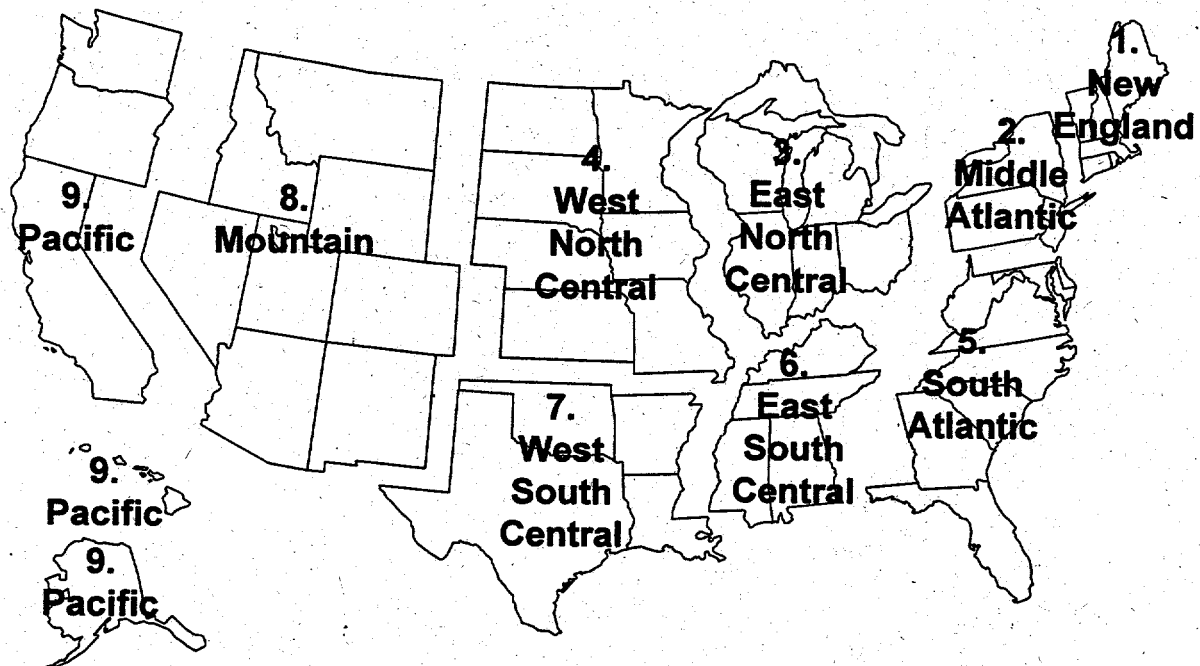 1.
New
England
2.
Middle
Atlantic
3.
East
North
Central
4.
West
North
Central
5.
South
Atlantic
6.
East
South
Central
7.
West
South
Central
8.
Mountain
9.
Pacific
9.
Pacific
9.
Pacific